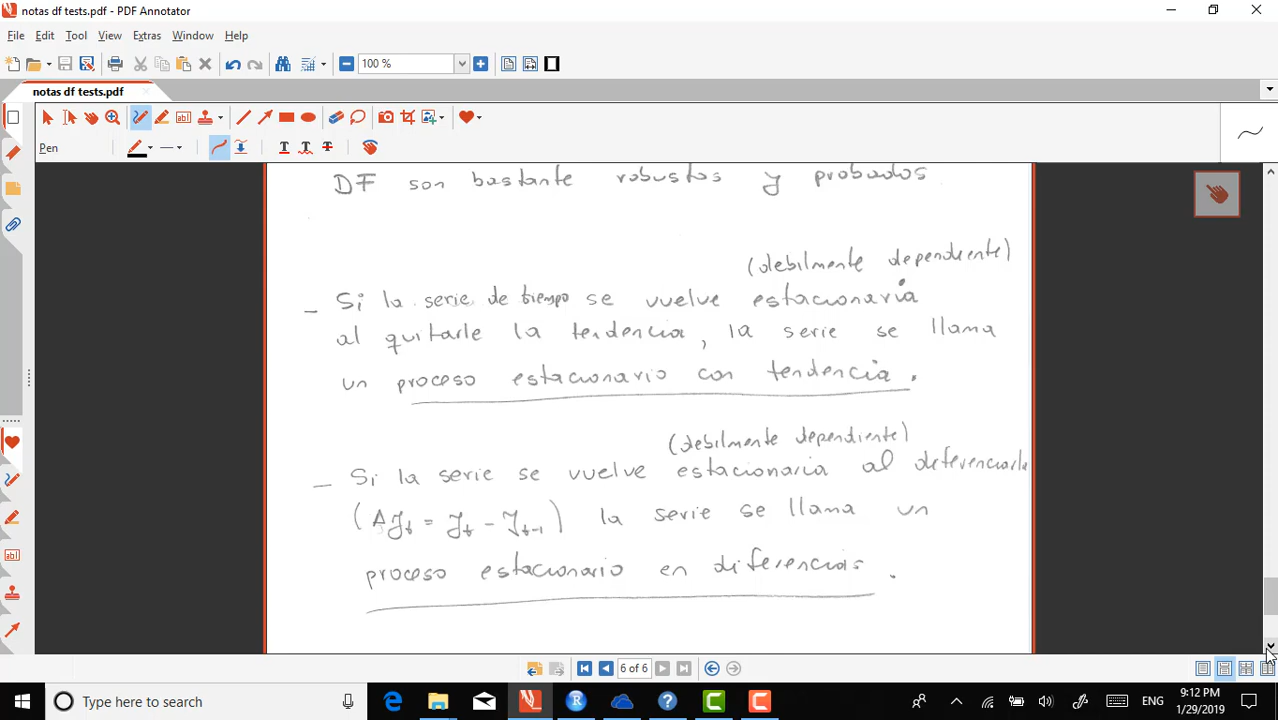 notas df tests.pdf - PDF Annotator
File Edit Tool View Extras Window Help
100 %
notas df tests.pdf
Pen
DF son bastante robustos y probados
(debilmente dependiente)
- Si la serie de tiempo se vuelve estacionaria
al quitarle la tendencia, la serie se llama
un proceso estacionario con tendencia.
(debilmente dependiente)
- Si la serie se vuelve estacionaria al diferenciarla
(Δy_t = y_t - y_t-1) la serie se llama un
proceso estacionario en diferencias.
6 of 6
Type here to search
ENG
9:12 PM
1/29/2019